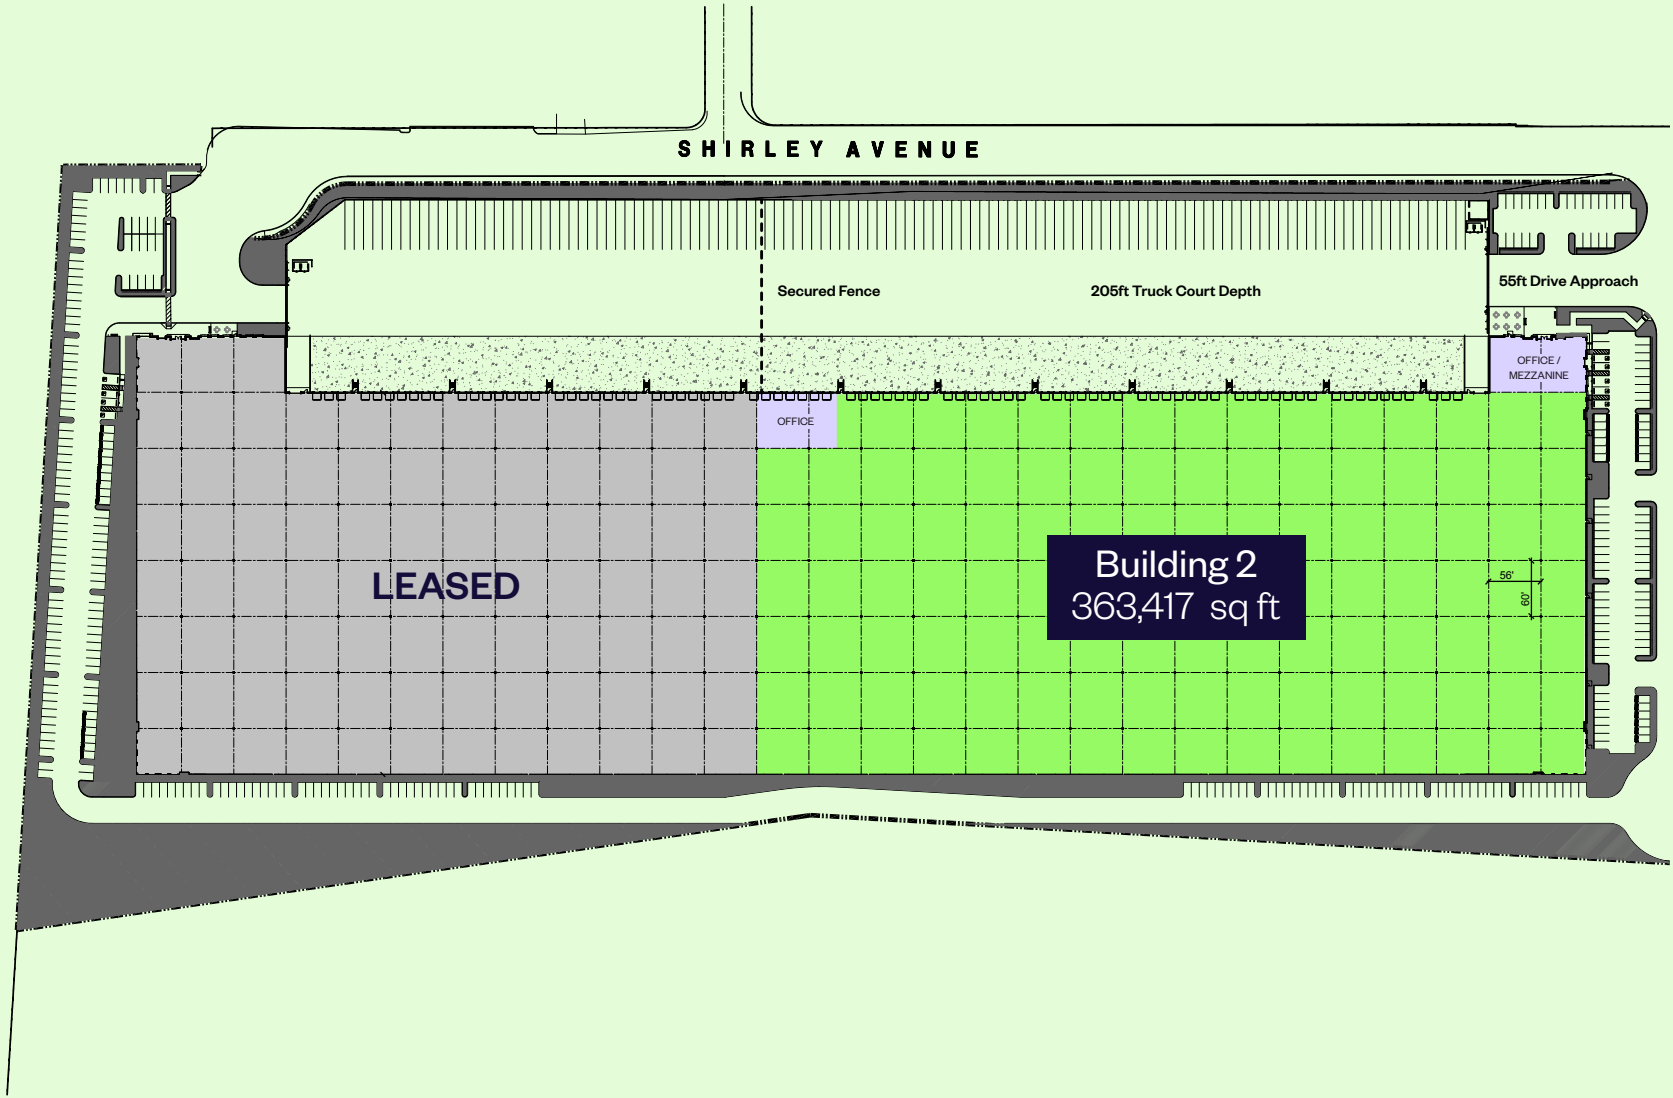 SHIRLEY AVENUE
55ft Drive Approach
Secured Fence
205ft Truck Court Depth
OFFICE /
MEZZANINE
OFFICE
Building 2
363,417 sq ft
LEASED
56'
60'